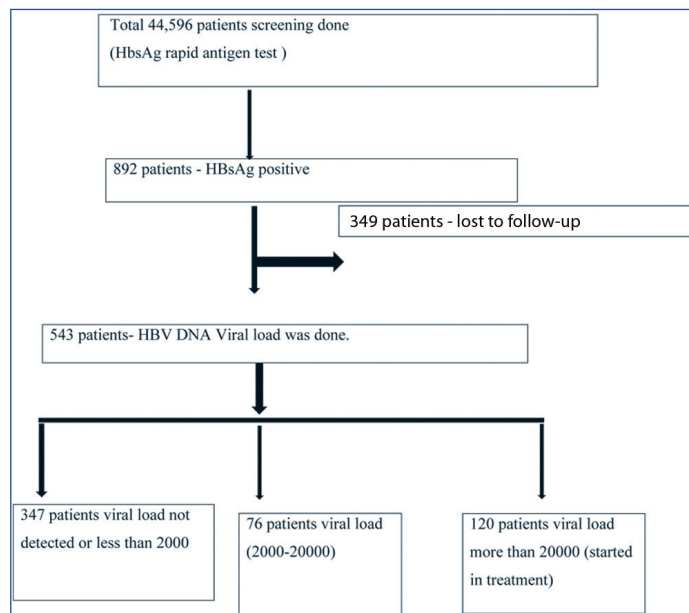 Total 44,596 patients screening done
(HbsAg rapid antigen test )
892 patients - HBsAg positive
349 patients - lost to follow-up
543 patients- HBV DNA Viral load was done.
347 patients viral load not
detected or less than 2000
76 patients viral load
(2000-20000)
120 patients viral load
more than 20000 (started
in treatment)